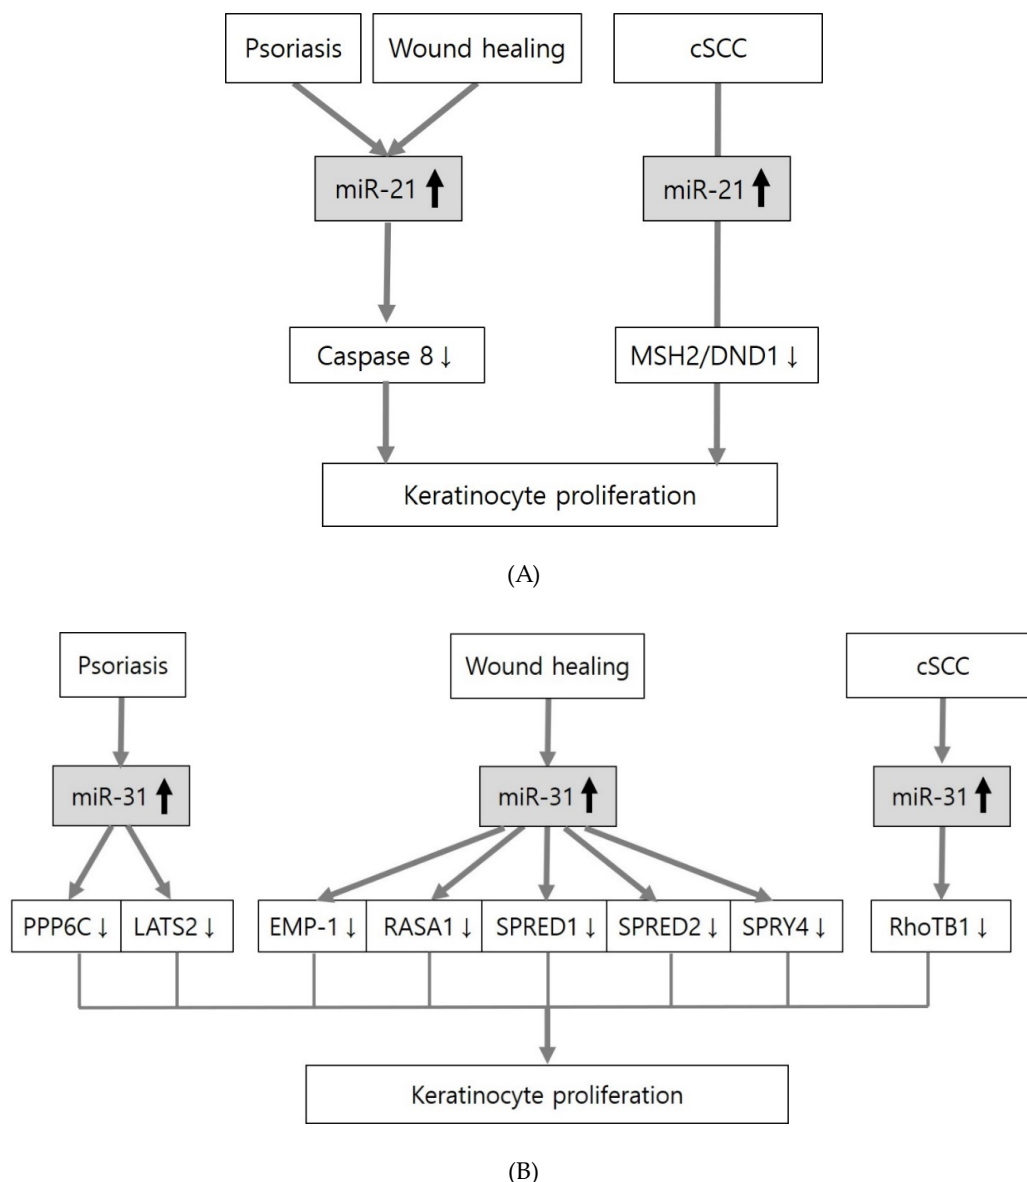 Psoriasis
Wound healing
cSCC
miR-21 ⬆
miR-21 ⬆
Caspase 8 ↓
MSH2/DND1 ↓
Keratinocyte proliferation
(A)
Psoriasis
Wound healing
cSCC
miR-31 ⬆
miR-31 ⬆
miR-31 ⬆
PPP6C ↓
LATS2 ↓
EMP-1 ↓
RASA1 ↓
SPRED1 ↓
SPRED2 ↓
SPRY4 ↓
RhoTB1 ↓
Keratinocyte proliferation
(B)